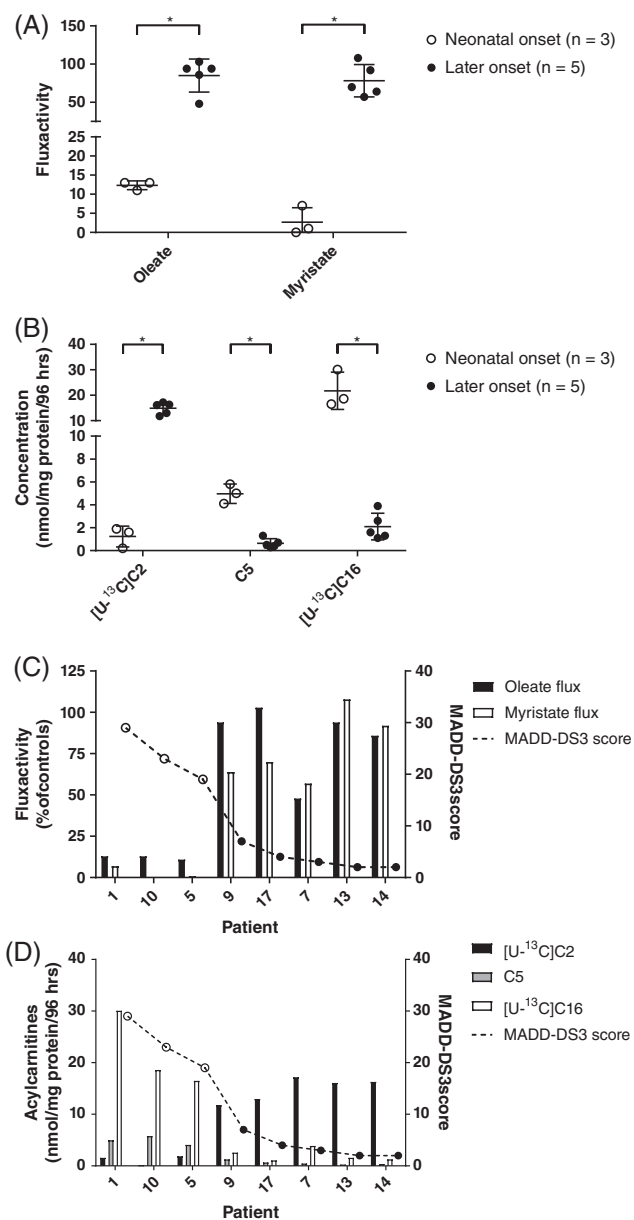 (A)
* *
150
100
50
25
20
15
10
5
0
Fluxactivity
Oleate
Myristate
Neonatal onset (n = 3)
Later onset (n = 5)
(B)
* * *
40
30
20
10
8
6
4
2
0
Concentration
(nmol/mg protein/96 hrs)
[U-¹³C]C2
C5
[U-¹³C]C16
Neonatal onset (n = 3)
Later onset (n = 5)
(C)
125
100
75
50
25
0
Fluxactivity
(%ofcontrols)
40
30
20
10
0
MADD-DS3score
1 10 5 9 17 7 13 14
Patient
Oleate flux
Myristate flux
MADD-DS3 score
(D)
40
30
20
10
0
Acylcarnitines
(nmol/mg protein/96 hrs)
40
30
20
10
0
MADD-DS3score
1 10 5 9 17 7 13 14
Patient
[U-¹³C]C2
C5
[U-¹³C]C16
MADD-DS3 score